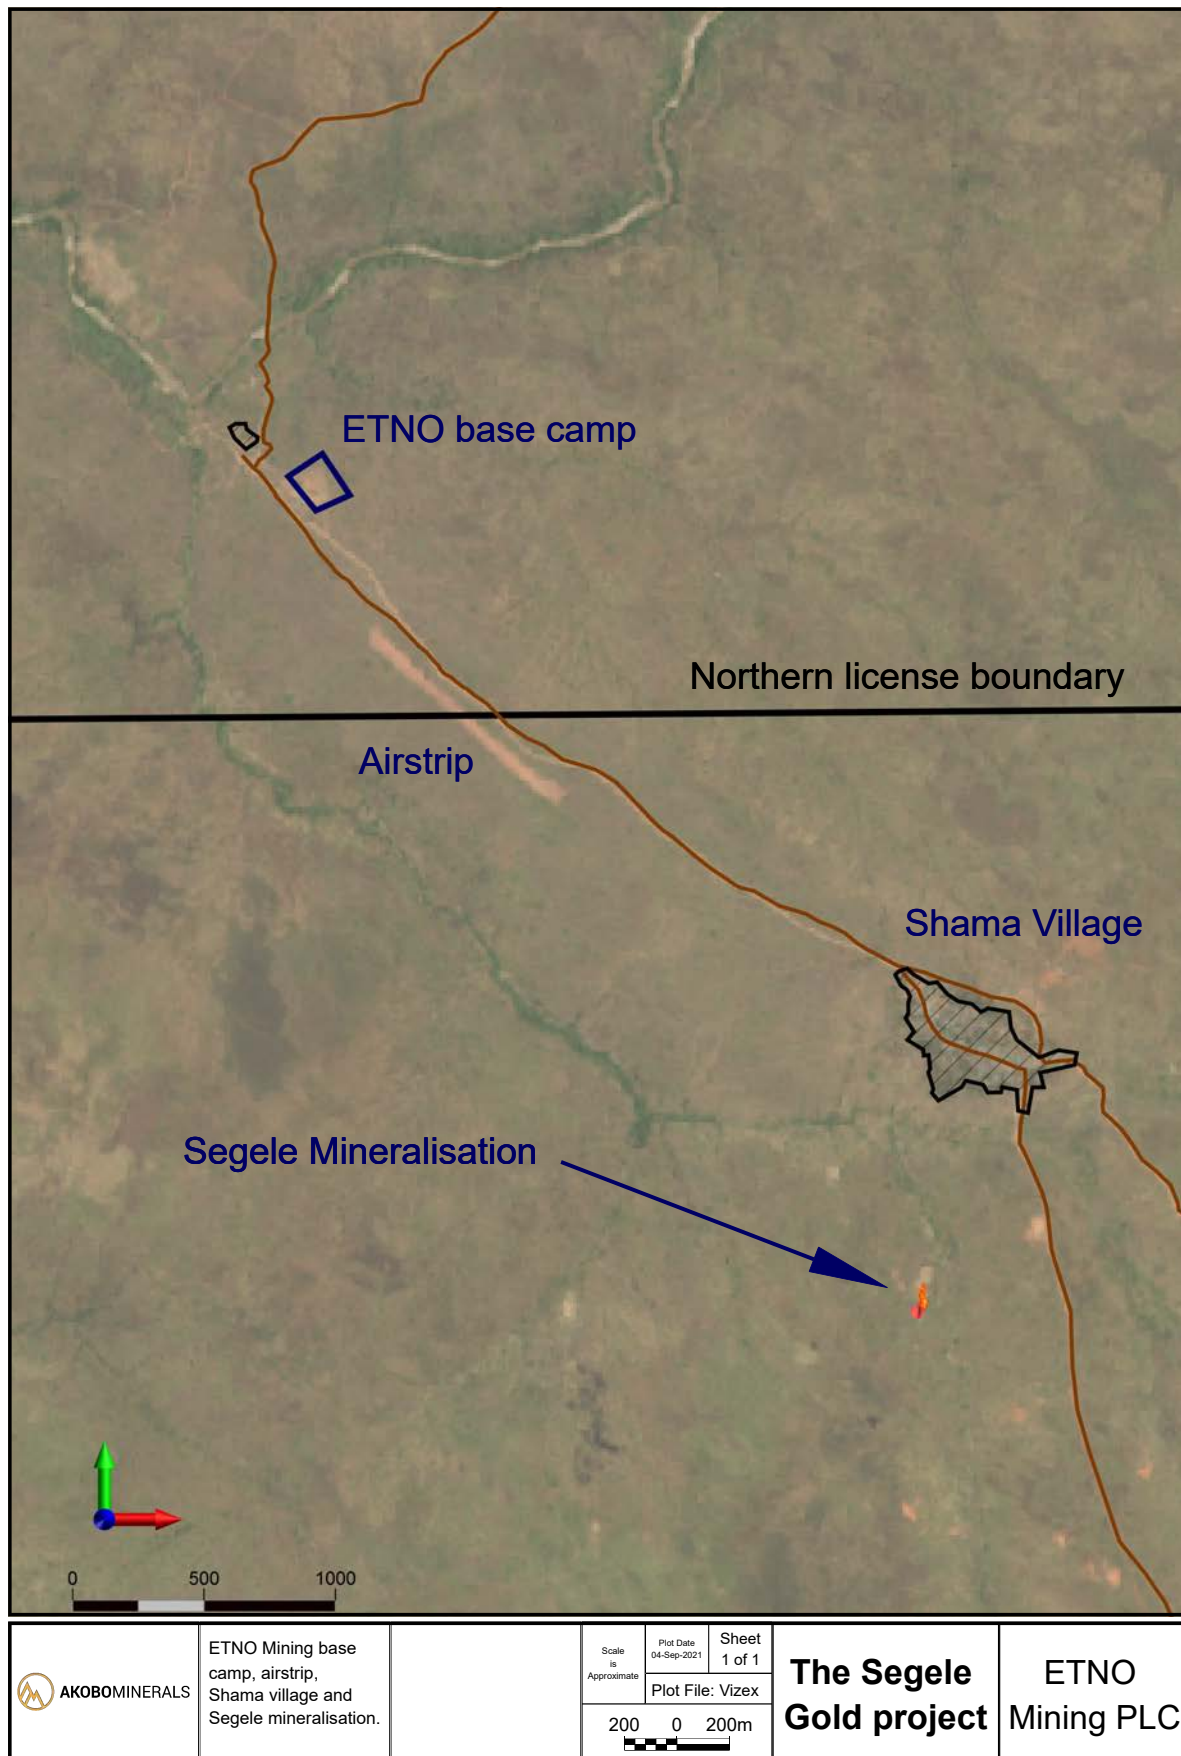 ETNO base camp
Northern license boundary
Airstrip
Shama Village
Segele Mineralisation
0 500 1000
AKOBOMINERALS
ETNO Mining base
camp, airstrip,
Shama village and
Segele mineralisation.
Scale
is
Approximate
Plot Date
04-Sep-2021
Sheet
1 of 1
Plot File: Vizex
200 0 200m
The Segele
Gold project
ETNO
Mining PLC